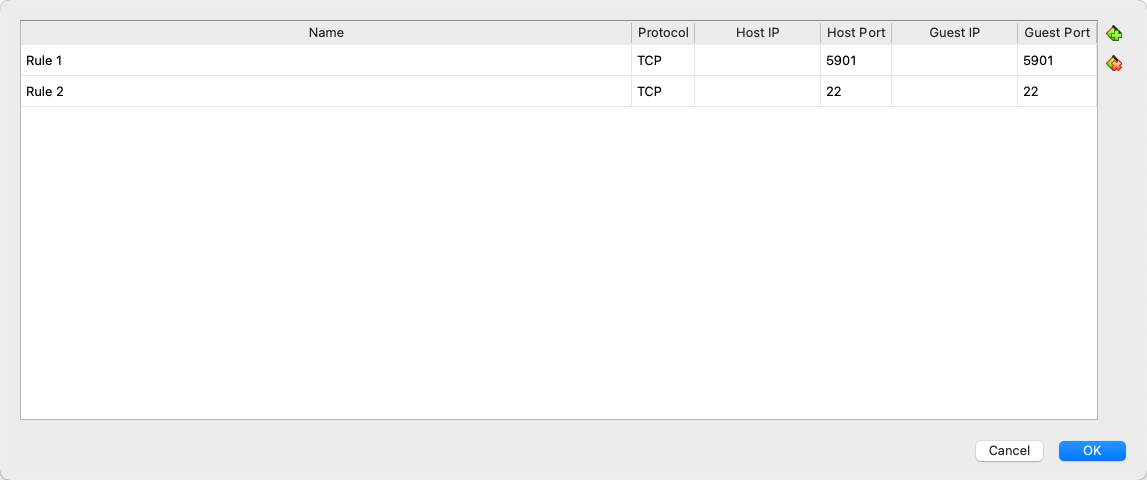 Name Protocol Host IP Host Port Guest IP Guest Port
Rule 1 TCP 5901 5901
Rule 2 TCP 22 22
Cancel OK